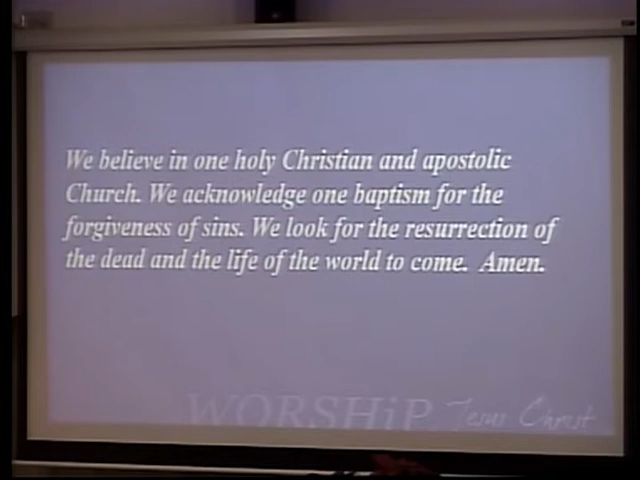 We believe in one holy Christian and apostolic
Church. We acknowledge one baptism for the
forgiveness of sins. We look for the resurrection of
the dead and the life of the world to come. Amen.
WORSHiP Jesus Christ